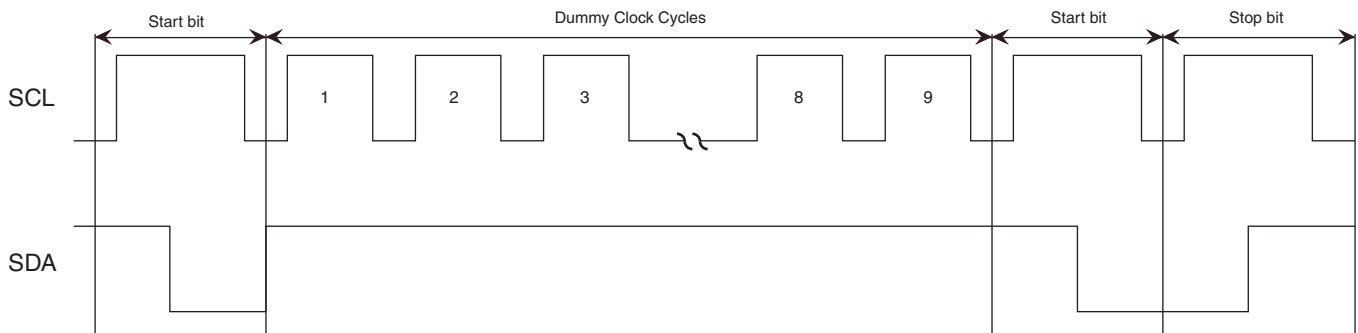 Start bit
Dummy Clock Cycles
Start bit
Stop bit
SCL
1
2
3
8
9
SDA